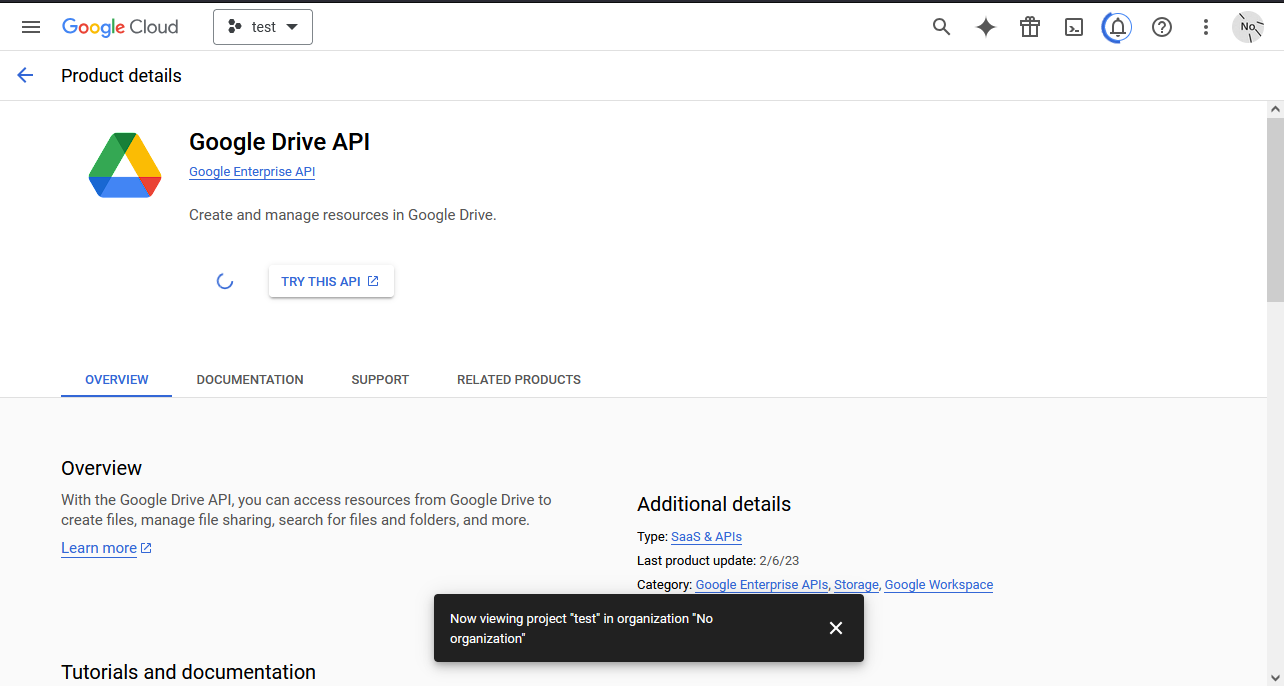 Google Cloud
test
No
Product details
Google Drive API
Google Enterprise API
Create and manage resources in Google Drive.
TRY THIS API
OVERVIEW DOCUMENTATION SUPPORT RELATED PRODUCTS
Overview
With the Google Drive API, you can access resources from Google Drive to
create files, manage file sharing, search for files and folders, and more.
Learn more
Additional details
Type: SaaS & APIs
Last product update: 2/6/23
Category: Google Enterprise APIs, Storage, Google Workspace
Now viewing project "test" in organization "No
organization"
Tutorials and documentation